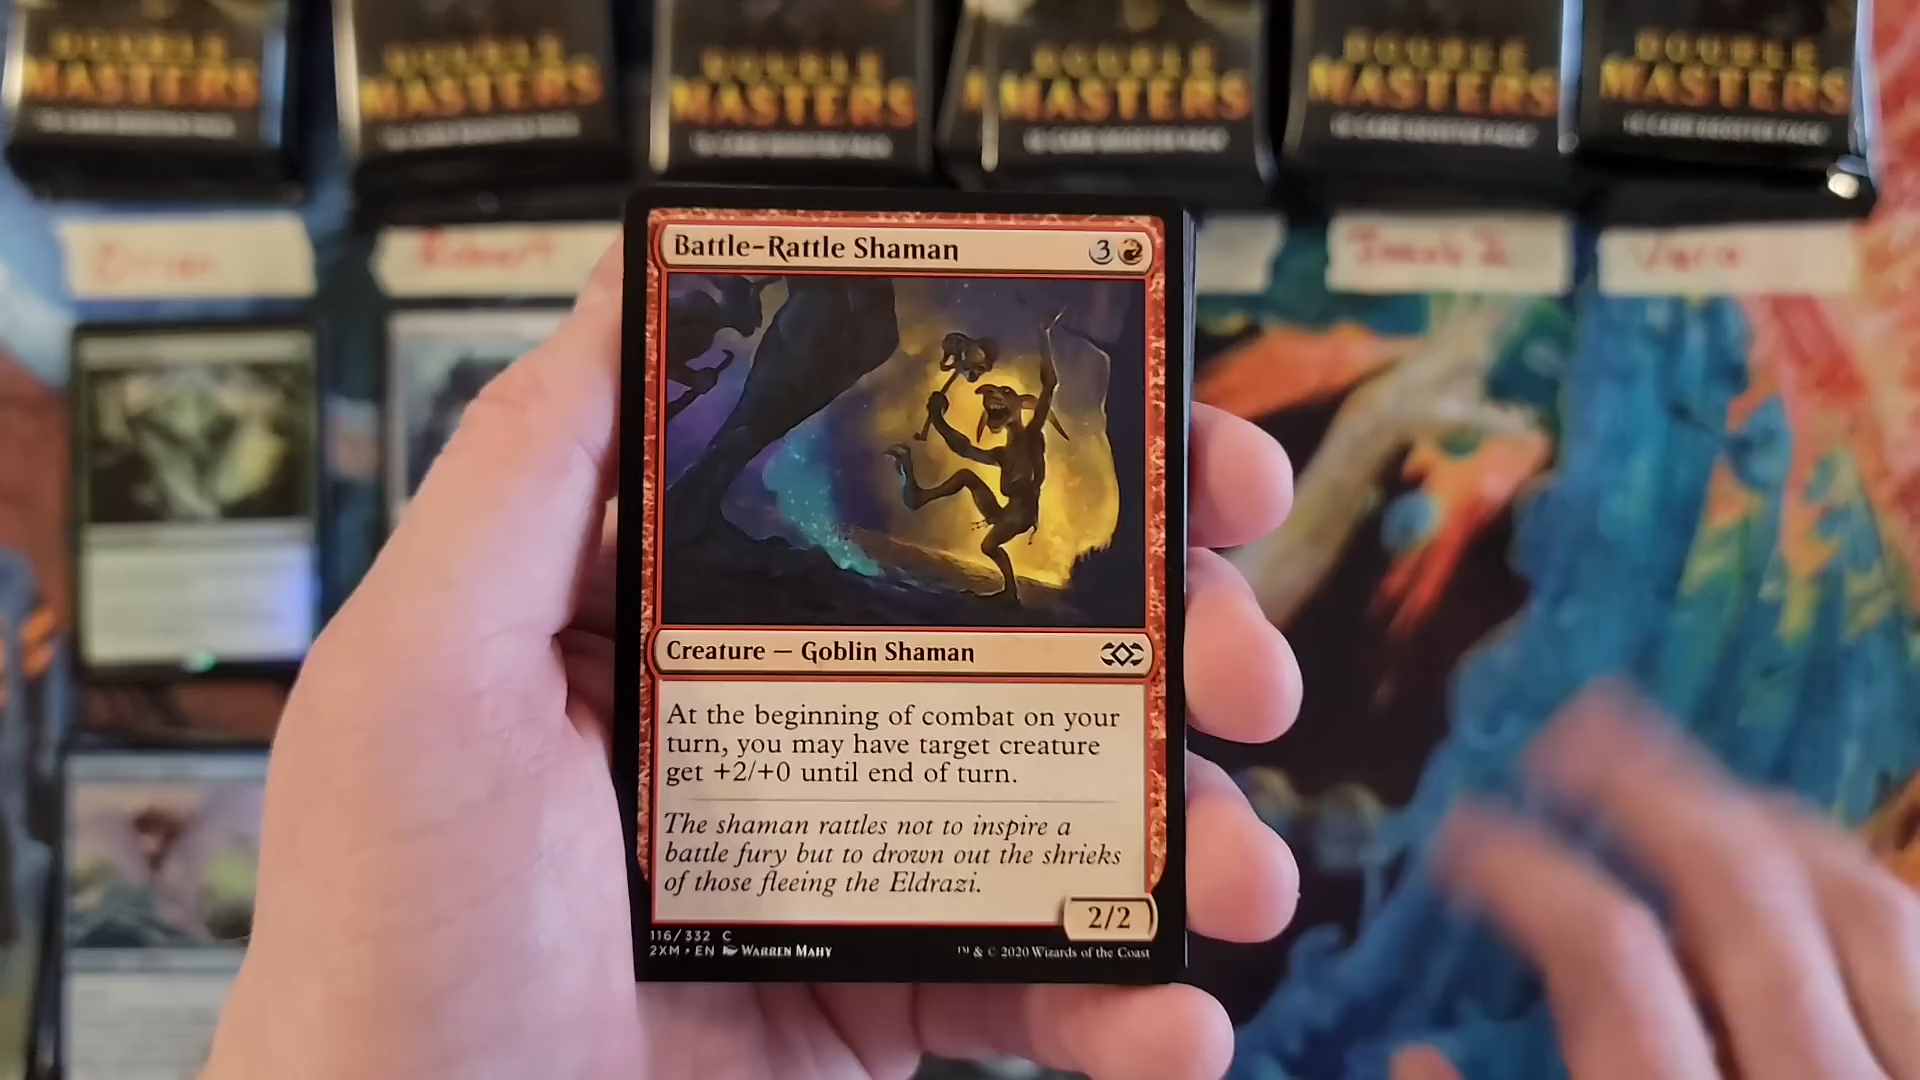 DOUBLE
MASTERS
DOUBLE
MASTERS
DOUBLE
MASTERS
DOUBLE
MASTERS
DOUBLE
MASTERS
DOUBLE
MASTERS
Battle-Rattle Shaman 3
Creature — Goblin Shaman
At the beginning of combat on your
turn, you may have target creature
get +2/+0 until end of turn.
The shaman rattles not to inspire a
battle fury but to drown out the shrieks
of those fleeing the Eldrazi.
2/2
116/332 C
2XM • EN WARREN MAHY
™ & © 2020 Wizards of the Coast